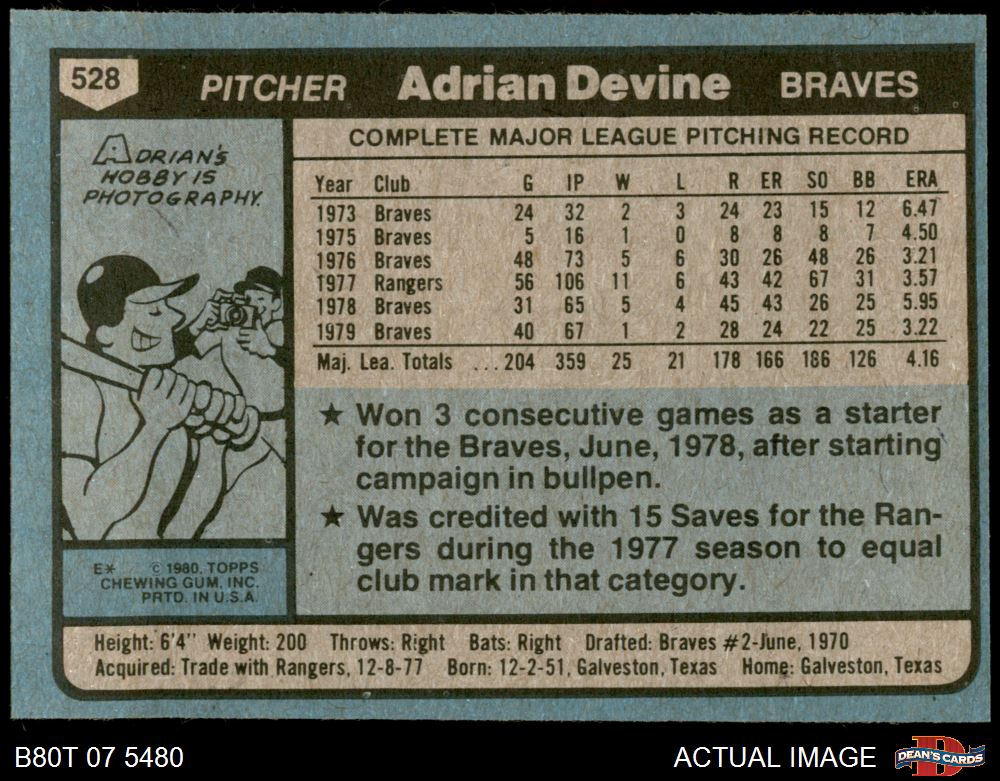 528 PITCHER Adrian Devine BRAVES
ADRIAN'S
HOBBY IS
PHOTOGRAPHY.
COMPLETE MAJOR LEAGUE PITCHING RECORD
Year Club G IP W L R ER SO BB ERA
1973 Braves 24 32 2 3 24 23 15 12 6.47
1975 Braves 5 16 1 0 8 8 8 7 4.50
1976 Braves 48 73 5 6 30 26 48 26 3.21
1977 Rangers 56 106 11 6 43 42 67 31 3.57
1978 Braves 31 65 5 4 45 43 26 25 5.95
1979 Braves 40 67 1 2 28 24 22 25 3.22
Maj. Lea. Totals ...204 359 25 21 178 166 186 126 4.16
★ Won 3 consecutive games as a starter
for the Braves, June, 1978, after starting
campaign in bullpen.
★ Was credited with 15 Saves for the Ran-
gers during the 1977 season to equal
club mark in that category.
E* © 1980 TOPPS
CHEWING GUM, INC.
PRTD. IN U.S.A.
Height: 6'4" Weight: 200 Throws: Right Bats: Right Drafted: Braves #2-June, 1970
Acquired: Trade with Rangers, 12-8-77 Born: 12-2-51, Galveston, Texas Home: Galveston, Texas
B80T 07 5480 ACTUAL IMAGE DEAN'S CARDS